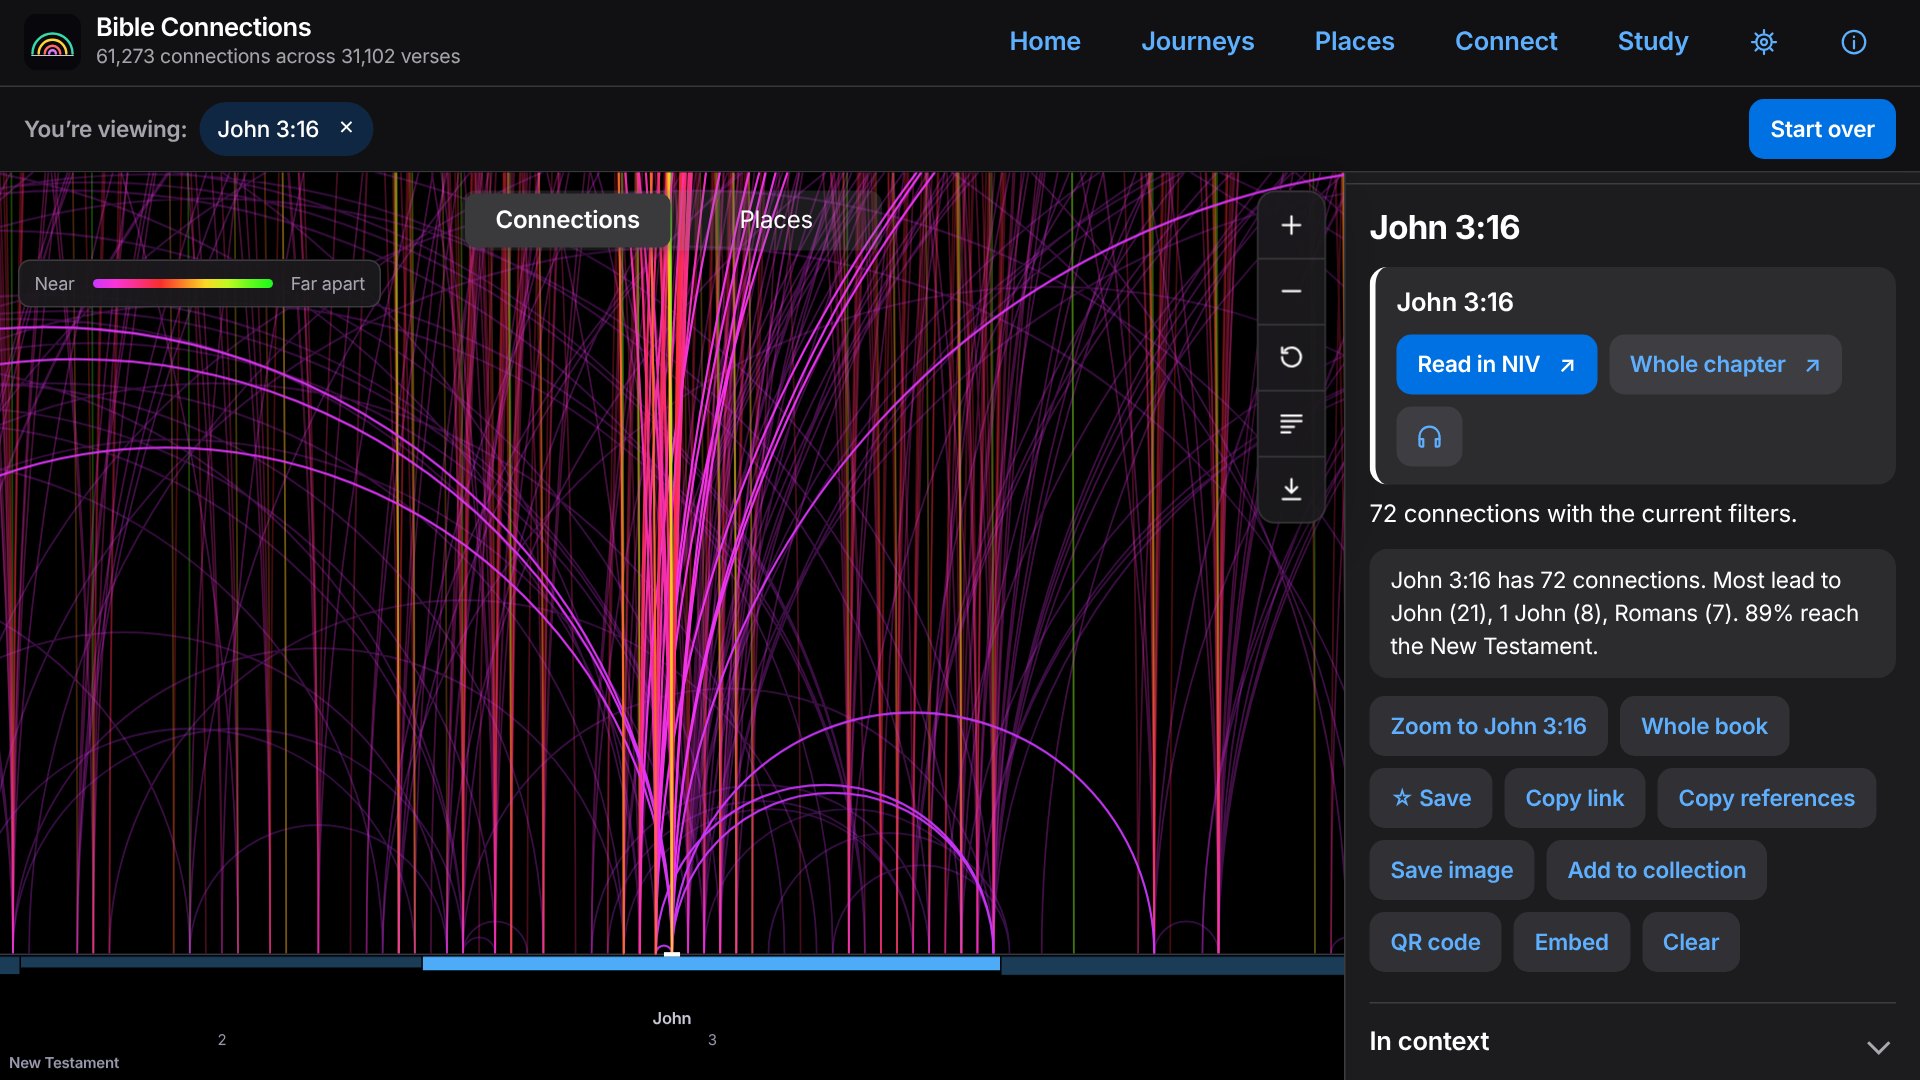 Bible Connections
61,273 connections across 31,102 verses
Home
Journeys
Places
Connect
Study
You're viewing:
John 3:16 ×
Start over
Connections
Places
Near
Far apart
John 3:16
John 3:16
Read in NIV
Whole chapter
72 connections with the current filters.
John 3:16 has 72 connections. Most lead to
John (21), 1 John (8), Romans (7). 89% reach
the New Testament.
Zoom to John 3:16
Whole book
☆ Save
Copy link
Copy references
Save image
Add to collection
QR code
Embed
Clear
In context
John
2
3
New Testament